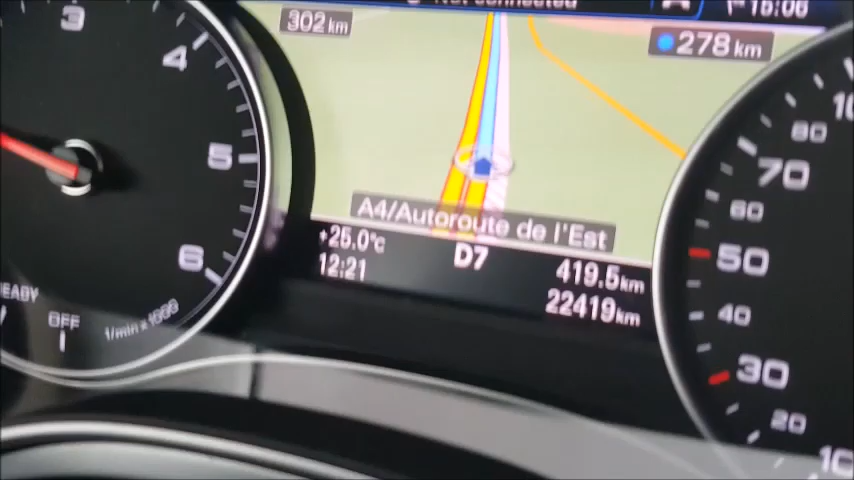 15:06
302 km
278 km
A4/Autoroute de l'Est
+25.0°C
D7
419.5km
12:21
22419km
3
4
5
6
OFF
1/min x 1000
80
70
60
50
40
30
20
10